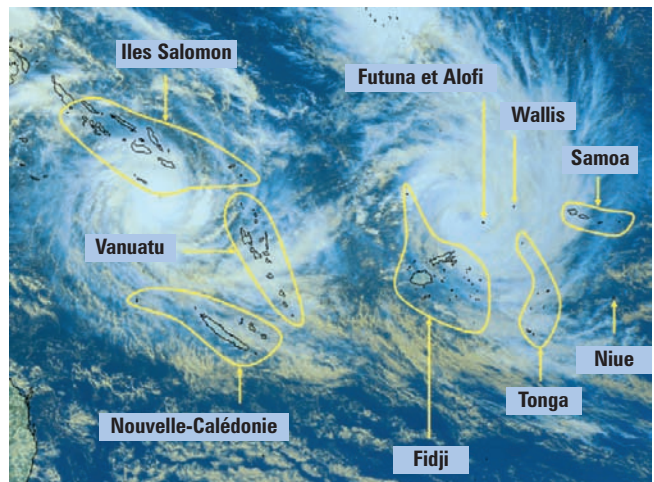 Iles Salomon
Futuna et Alofi
Wallis
Samoa
Vanuatu
Niue
Tonga
Nouvelle-Calédonie
Fidji